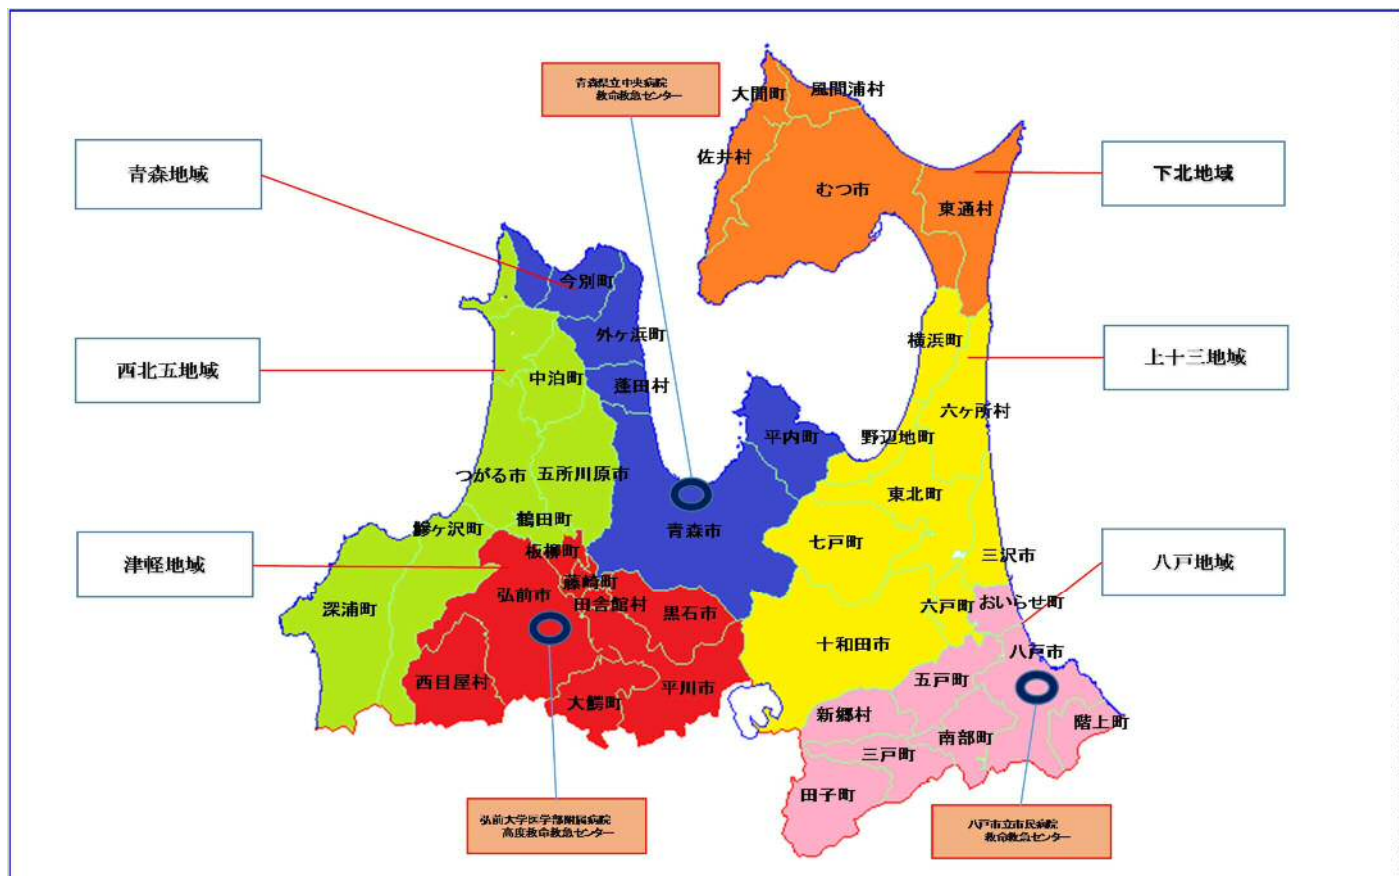 青森県立中央病院
救命救急センター
大間町
風間浦村
青森地域
佐井村
下北地域
むつ市
東通村
今別町
外ヶ浜町
横浜町
上十三地域
西北五地域
中泊町
蓬田村
六ヶ所村
平内町
野辺地町
つがる市
五所川原市
東北町
鰺ヶ沢町
鶴田町
青森市
七戸町
板柳町
三沢市
津軽地域
八戸地域
藤崎町
弘前市
田舎館村
黒石市
六戸町
おいらせ町
深浦町
十和田市
八戸市
西目屋村
平川市
五戸町
大鰐町
新郷村
階上町
南部町
三戸町
田子町
弘前大学医学部附属病院
高度救命救急センター
八戸市立市民病院
救命救急センター